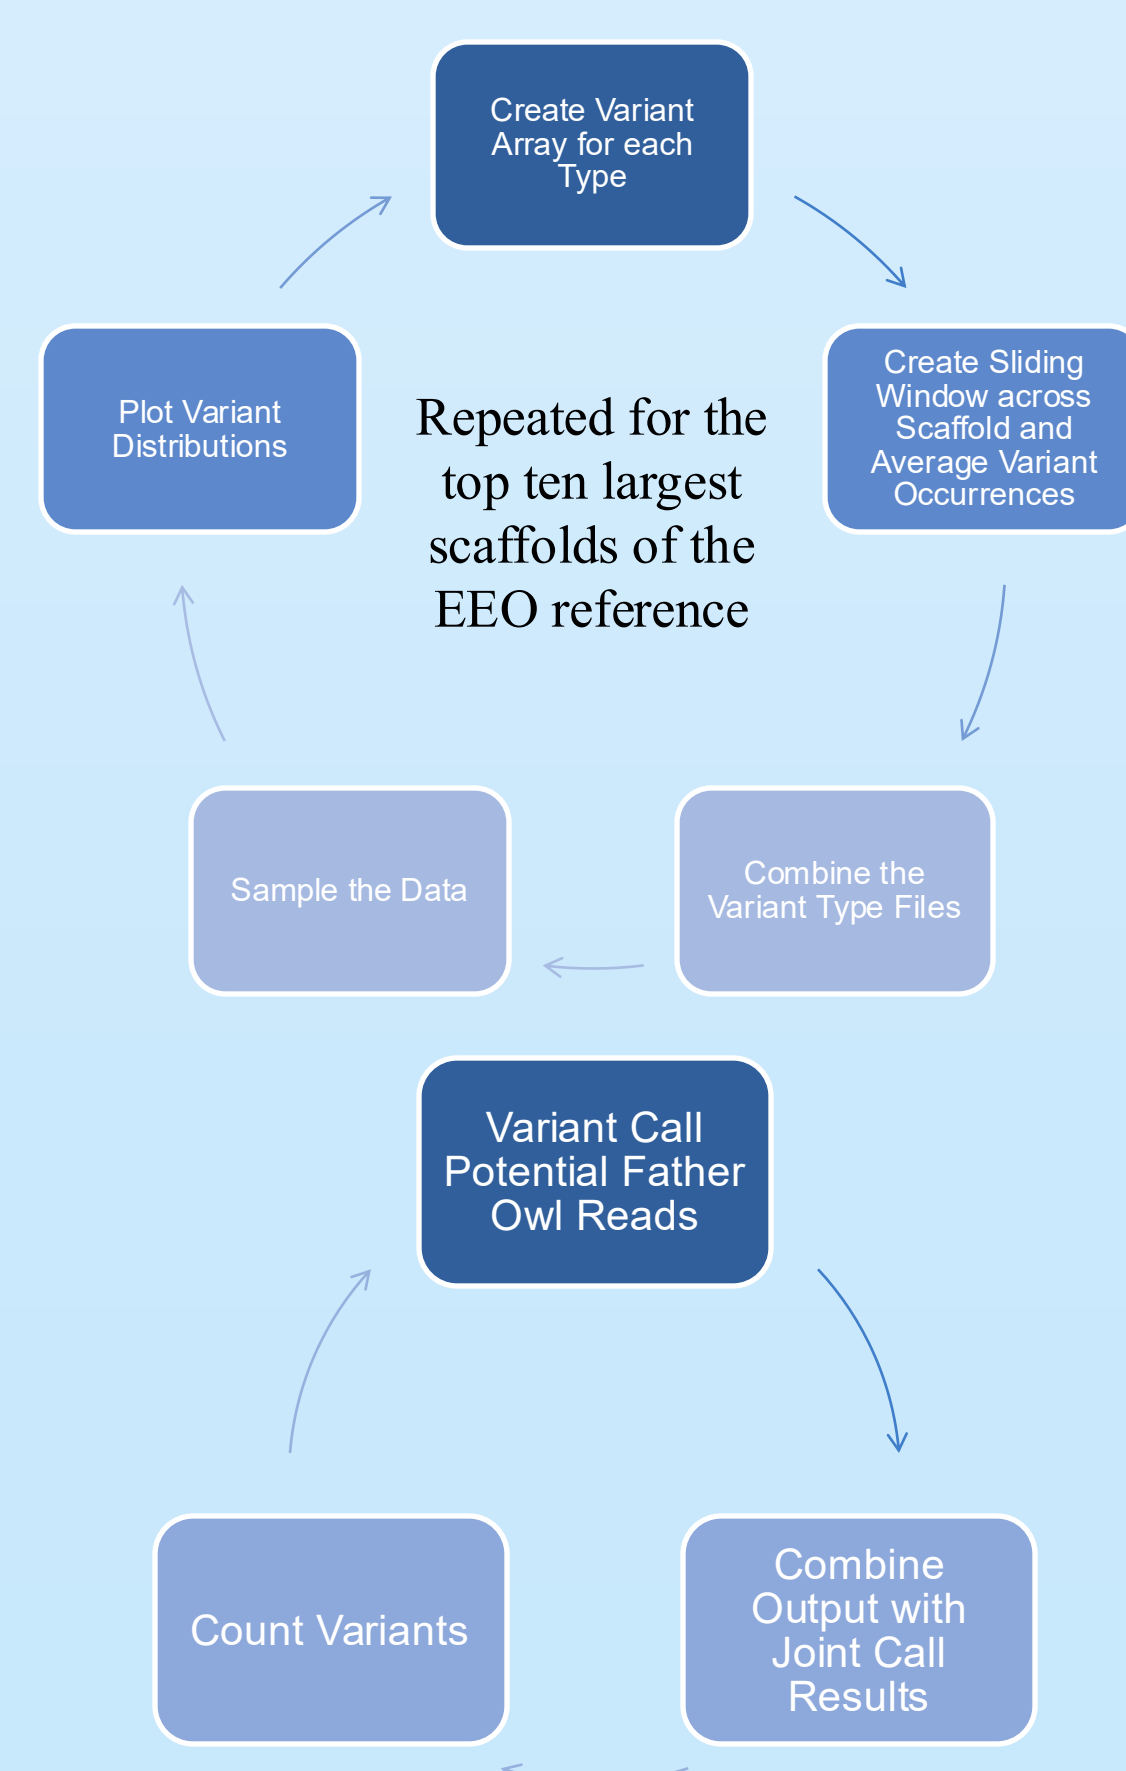 Create Variant
Array for each
Type
Create Sliding
Window across
Scaffold and
Average Variant
Occurrences
Plot Variant
Distributions
Repeated for the
top ten largest
scaffolds of the
EEO reference
Sample the Data
Combine the
Variant Type Files
Variant Call
Potential Father
Owl Reads
Count Variants
Combine
Output with
Joint Call
Results